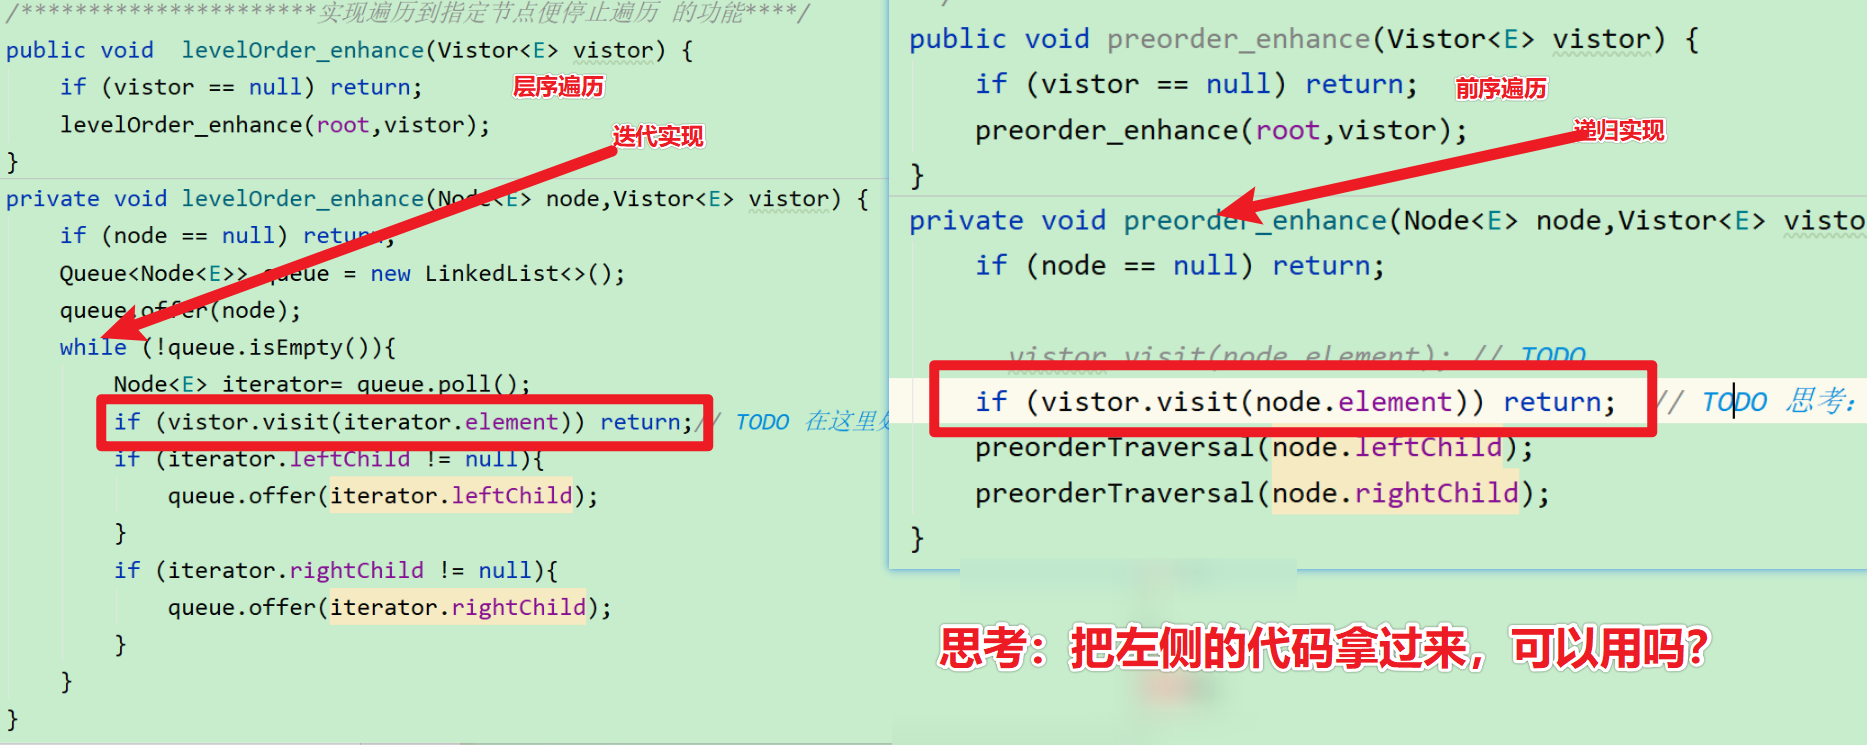 /**********************实现遍历到指定节点便停止遍历 的功能****/
public void  levelOrder_enhance(Vistor<E> vistor) {
if (vistor == null) return;
层序遍历
levelOrder_enhance(root,vistor);
迭代实现
}
private void levelOrder_enhance(Node<E> node,Vistor<E> vistor) {
if (node == null) return;
Queue<Node<E>> queue = new LinkedList<>();
queue.offer(node);
while (!queue.isEmpty()){
Node<E> iterator= queue.poll();
if (vistor.visit(iterator.element)) return;// TODO 在这里
if (iterator.leftChild != null){
queue.offer(iterator.leftChild);
}
if (iterator.rightChild != null){
queue.offer(iterator.rightChild);
}
}
}
public void preorder_enhance(Vistor<E> vistor) {
if (vistor == null) return;
前序遍历
preorder_enhance(root,vistor);
递归实现
}
private void preorder_enhance(Node<E> node,Vistor<E> visto
if (node == null) return;
vistor.visit(node.element); // TODO
if (vistor.visit(node.element)) return; // TODO 思考:
preorderTraversal(node.leftChild);
preorderTraversal(node.rightChild);
}
思考：把左侧的代码拿过来，可以用吗?